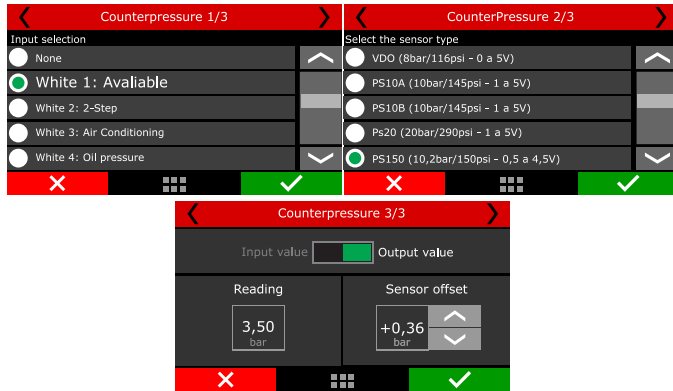 Counterpressure 1/3
Input selection
None
White 1: Avaliable
White 2: 2-Step
White 3: Air Conditioning
White 4: Oil pressure
CounterPressure 2/3
Select the sensor type
VDO (8bar/116psi - 0 a 5V)
PS10A (10bar/145psi - 1 a 5V)
PS10B (10bar/145psi - 1 a 5V)
Ps20 (20bar/290psi - 1 a 5V)
PS150 (10,2bar/150psi - 0,5 a 4,5V)
Counterpressure 3/3
Input value Output value
Reading
3,50
bar
Sensor offset
+0,36
bar